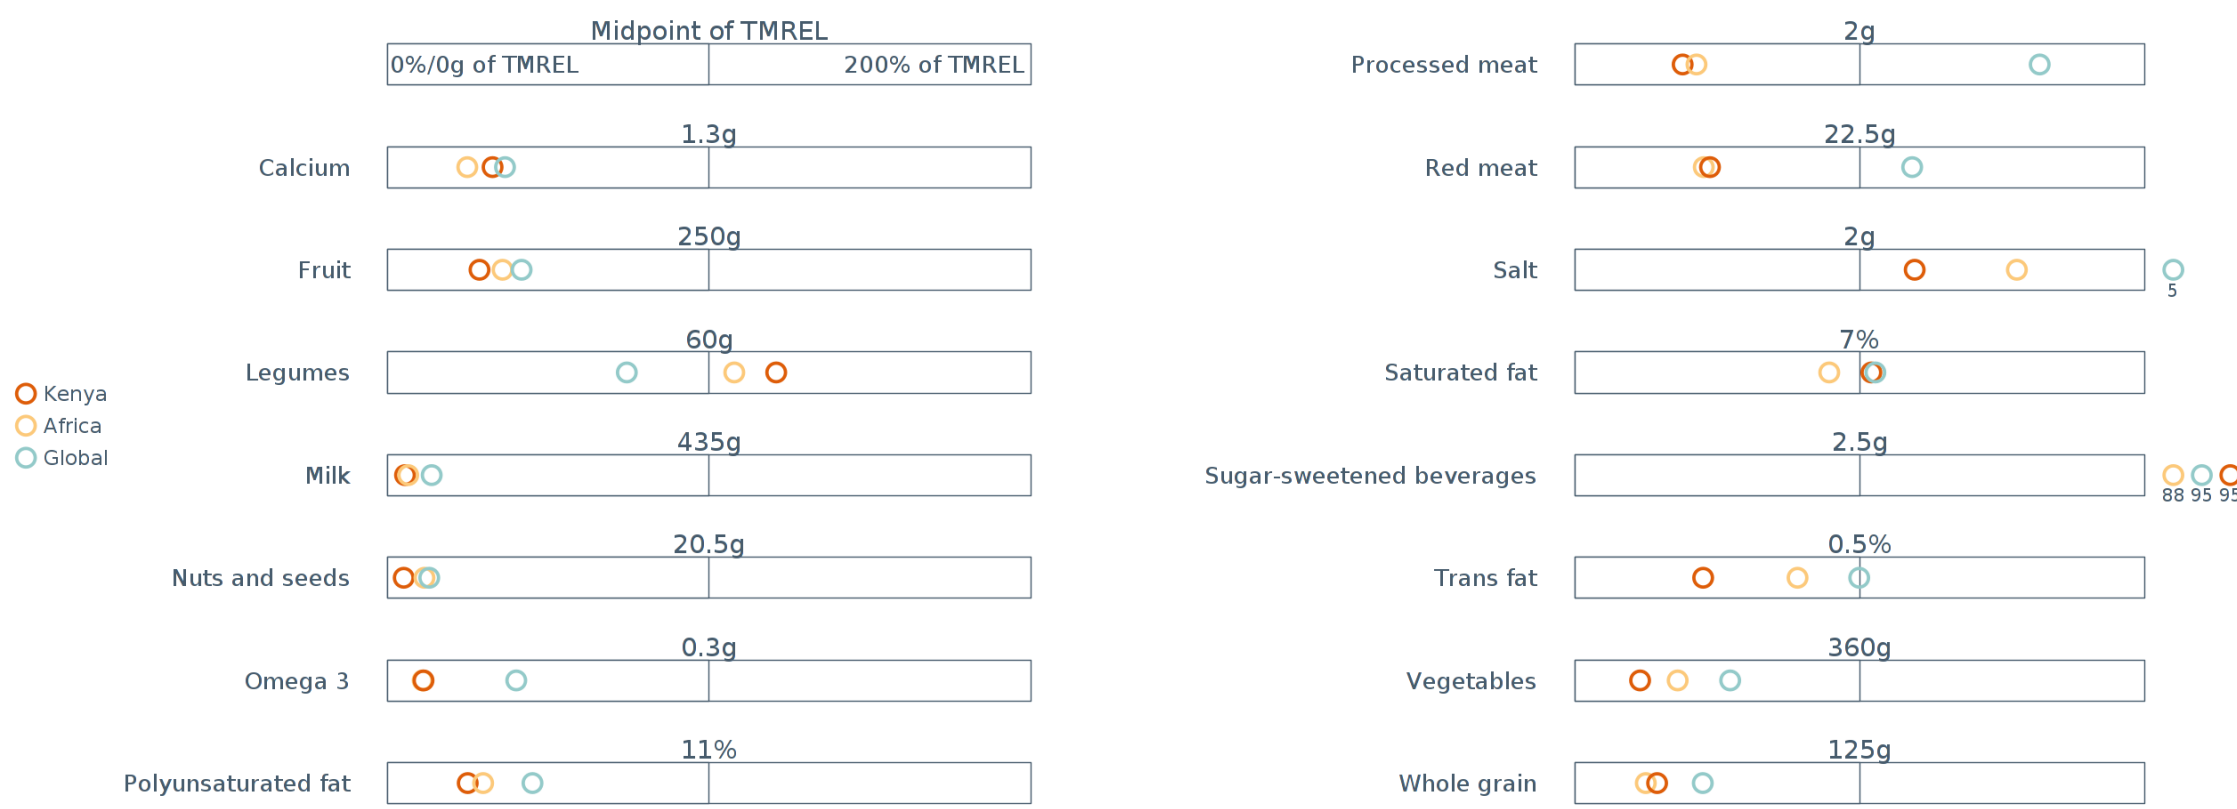 Midpoint of TMREL
0%/0g of TMREL
200% of TMREL
1.3g
Calcium
250g
Fruit
60g
Legumes
435g
Milk
20.5g
Nuts and seeds
0.3g
Omega 3
11%
Polyunsaturated fat
Kenya
Africa
Global
2g
Processed meat
22.5g
Red meat
2g
Salt
5
7%
Saturated fat
2.5g
Sugar-sweetened beverages
88 95 95
0.5%
Trans fat
360g
Vegetables
125g
Whole grain